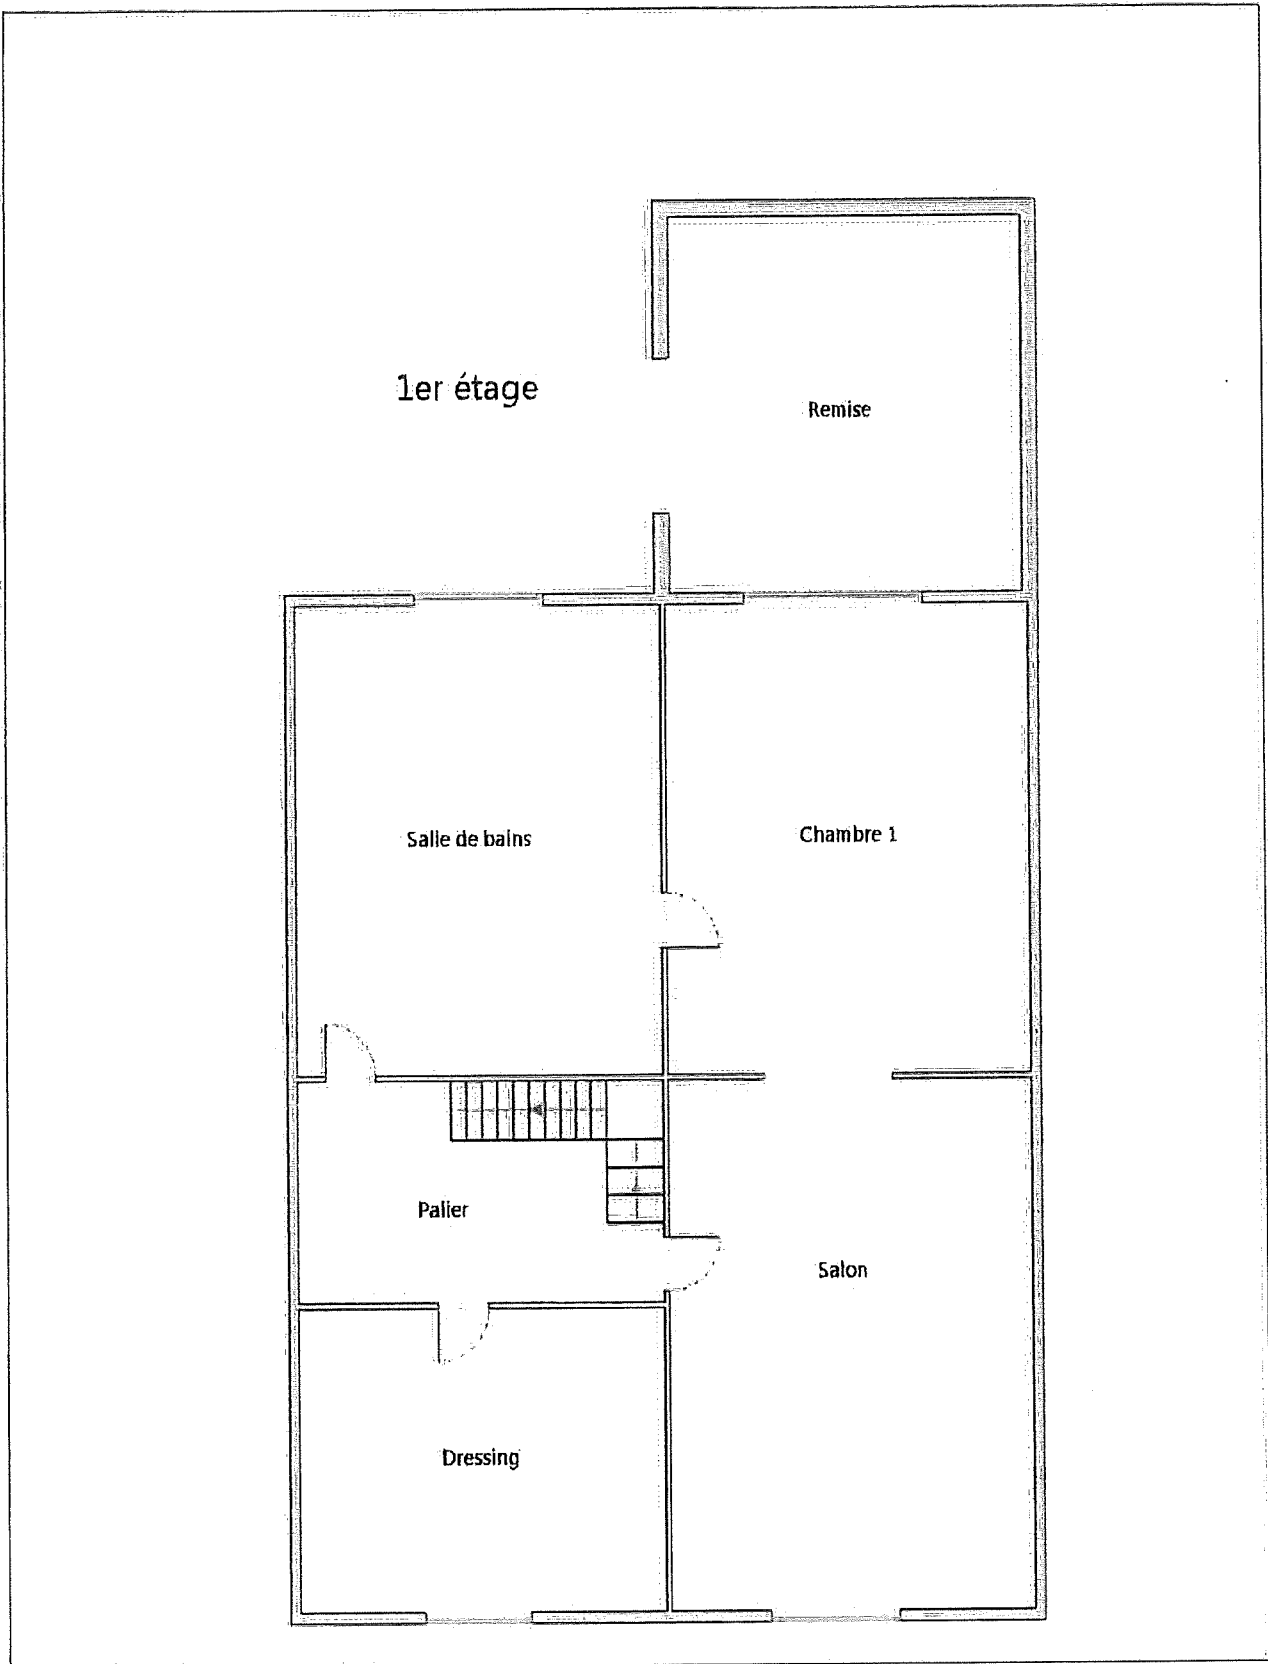 1er étage
Remise
Salle de bains
Chambre 1
Palier
Salon
Dressing